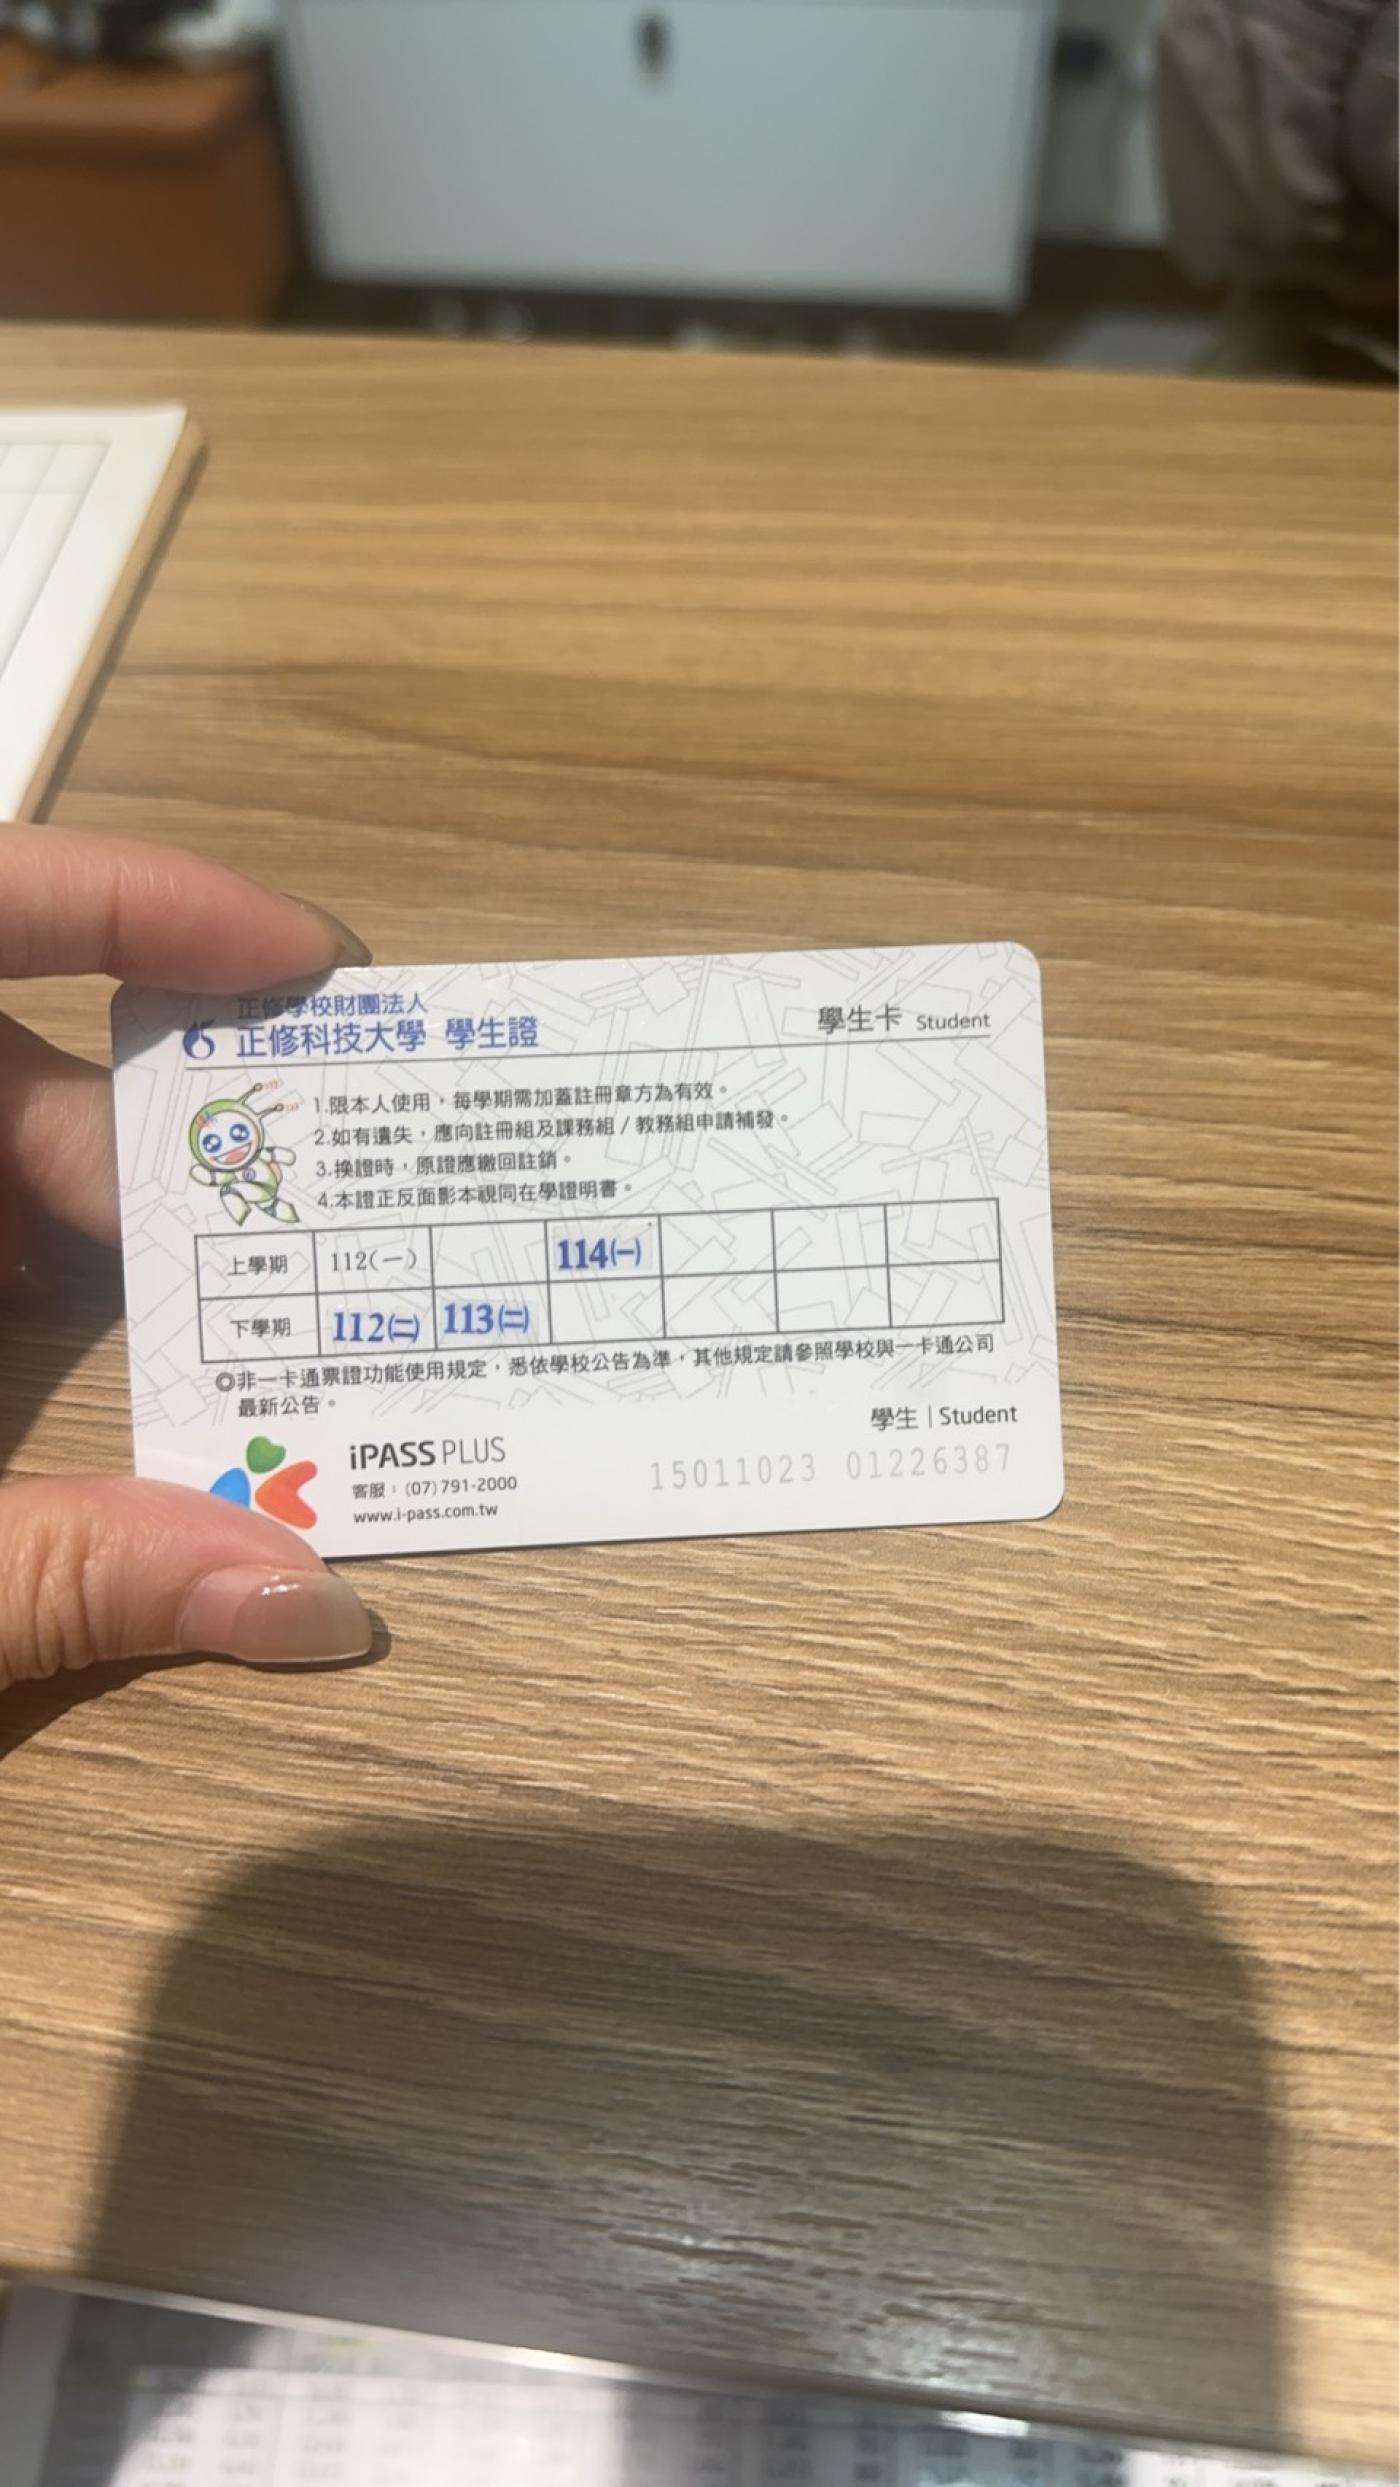 正修學校財團法人
正修科技大學 學生證
學生卡 Student
1.限本人使用,每學期需加蓋註冊章方為有效。
2.如有遺失,應向註冊組及課務組/教務組申請補發。
3.換證時,原證應繳回註銷。
4.本證正反面影本視同在學證明書。
上學期 112(一) 114(一)
下學期 112(二) 113(二)
◎非一卡通票證功能使用規定,悉依學校公告為準,其他規定請參照學校與一卡通公司
最新公告。
學生|Student
iPASS PLUS
客服:(07)791-2000
www.i-pass.com.tw
15011023 01226387